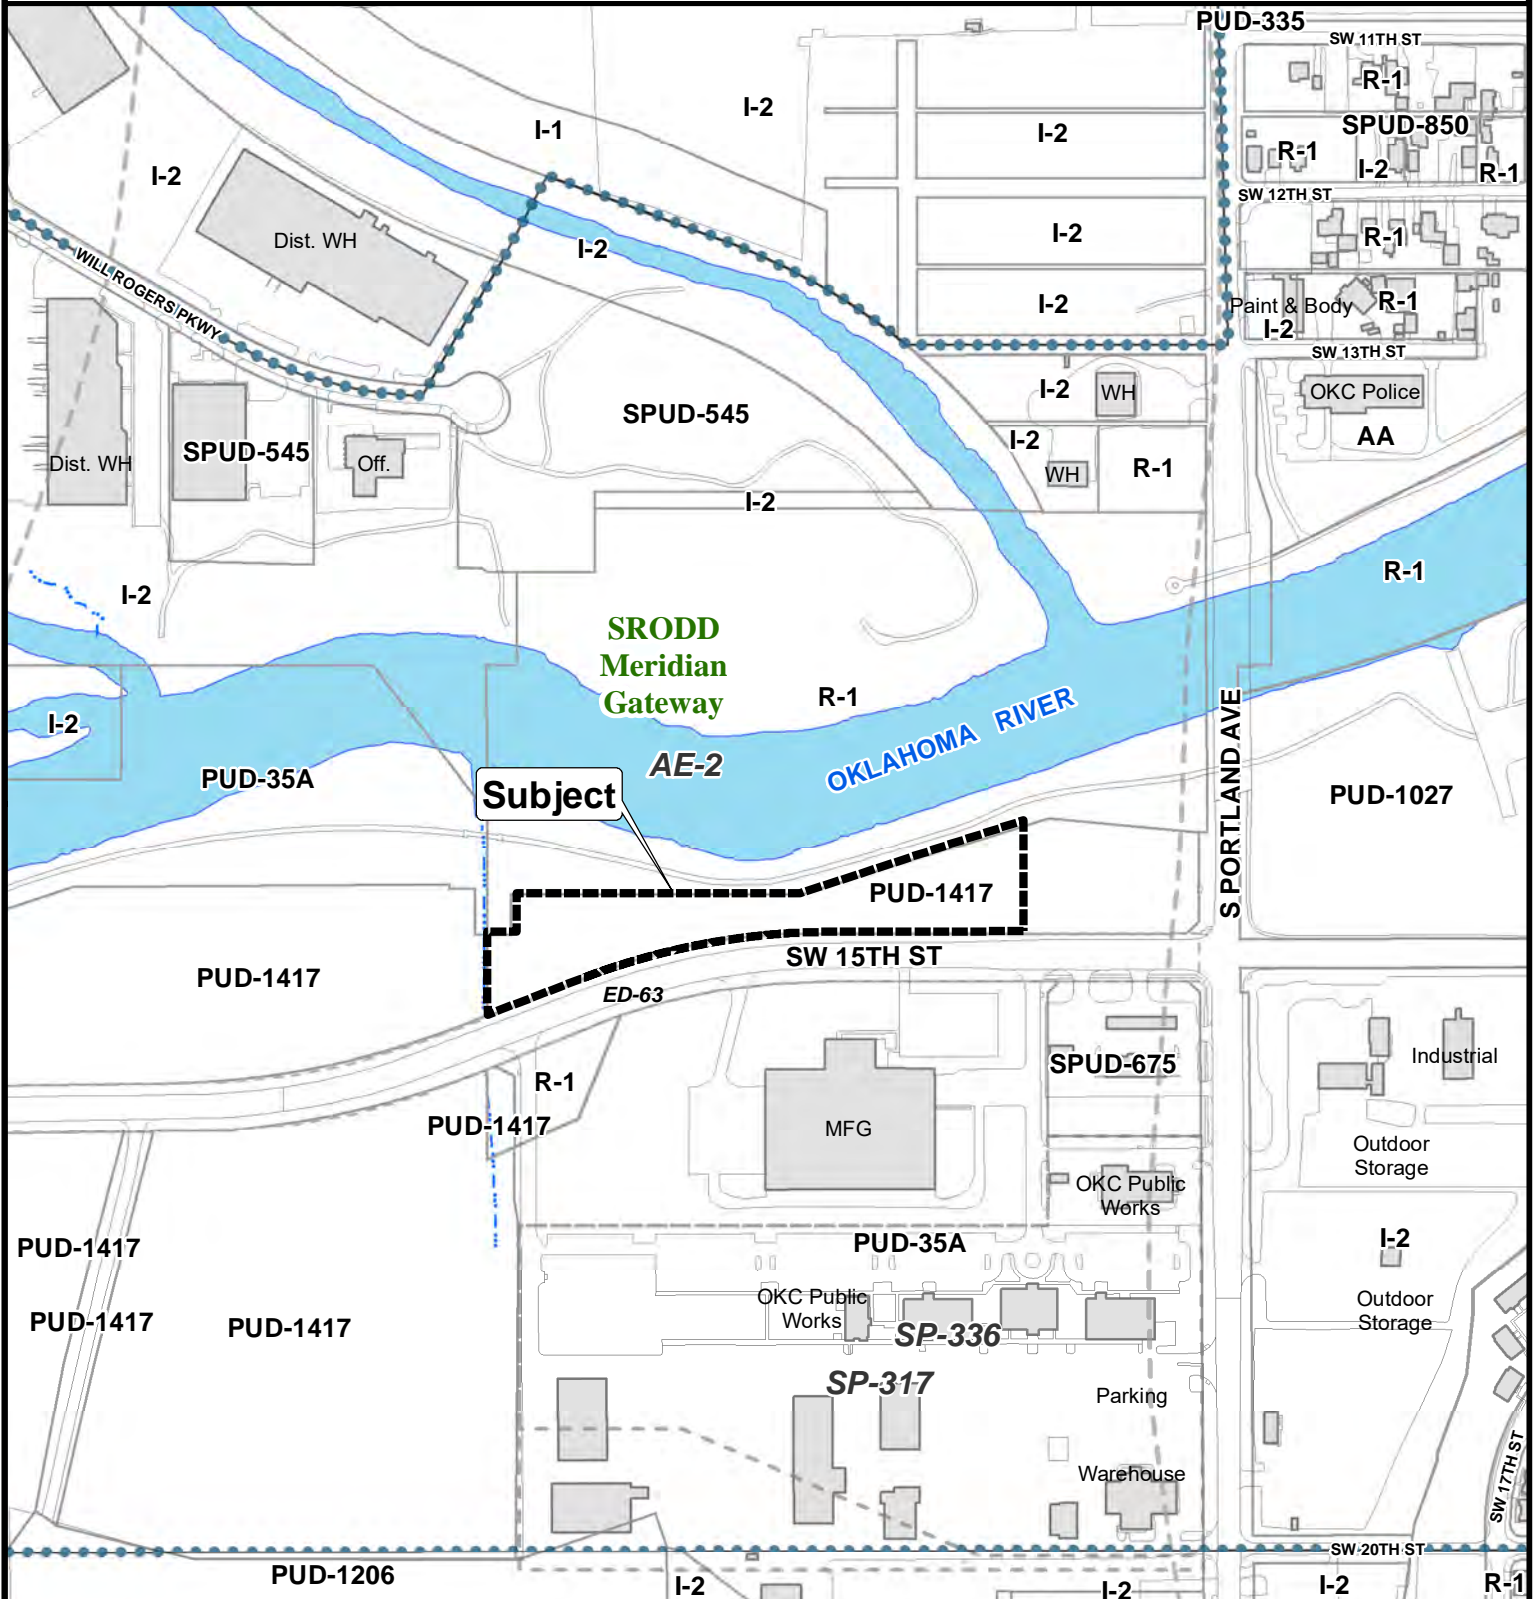 PUD-335
SW 11TH ST
R-1
I-2
I-1
I-2
SPUD-850
R-1
I-2
R-1
I-2
SW 12TH ST
Dist. WH
I-2
I-2
R-1
WILL ROGERS PKWY
I-2
Paint & Body
R-1
I-2
SW 13TH ST
I-2
WH
OKC Police
SPUD-545
AA
I-2
SPUD-545
Dist. WH
Off.
WH
R-1
I-2
R-1
I-2
SRODD
Meridian
Gateway
R-1
I-2
OKLAHOMA RIVER
AE-2
PUD-35A
Subject
S PORTLAND AVE
PUD-1027
PUD-1417
SW 15TH ST
PUD-1417
ED-63
Industrial
SPUD-675
R-1
PUD-1417
MFG
Outdoor
Storage
OKC Public
Works
PUD-1417
PUD-35A
I-2
OKC Public
Works
Outdoor
Storage
PUD-1417
PUD-1417
SP-336
SP-317
Parking
Warehouse
SW 17TH ST
SW 20TH ST
PUD-1206
I-2
I-2
I-2
R-1